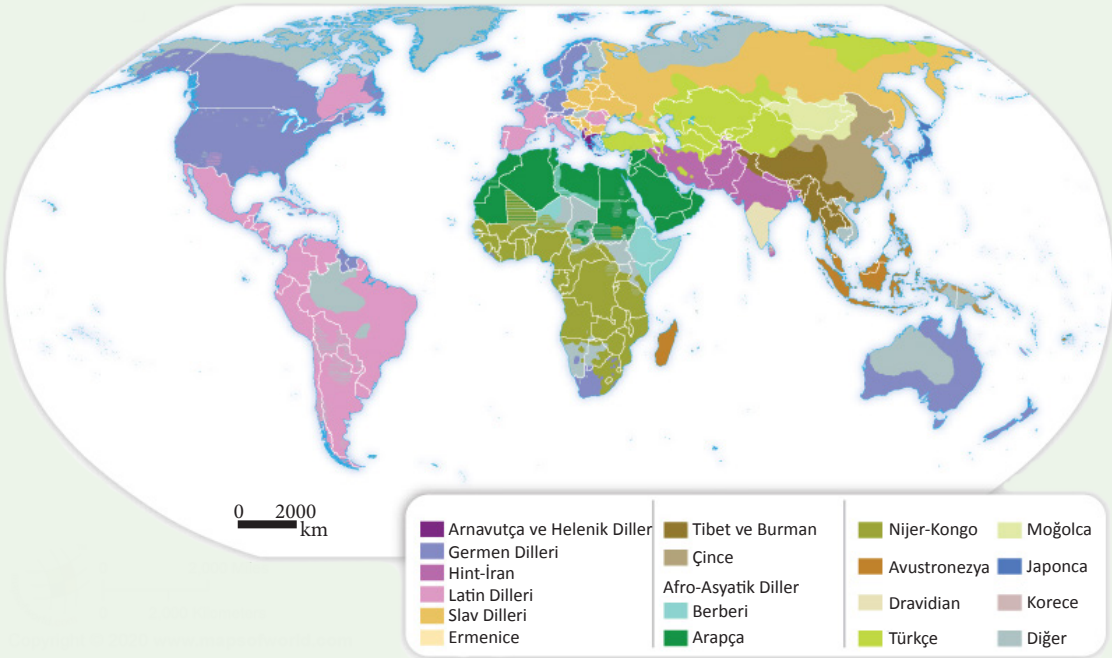 0 2000
km
Arnavutça ve Helenik Diller
Germen Dilleri
Hint-İran
Latin Dilleri
Slav Dilleri
Ermenice
Tibet ve Burman
Çince
Afro-Asyatik Diller
Berberi
Arapça
Nijer-Kongo
Avustronezya
Dravidian
Türkçe
Moğolca
Japonca
Korece
Diğer